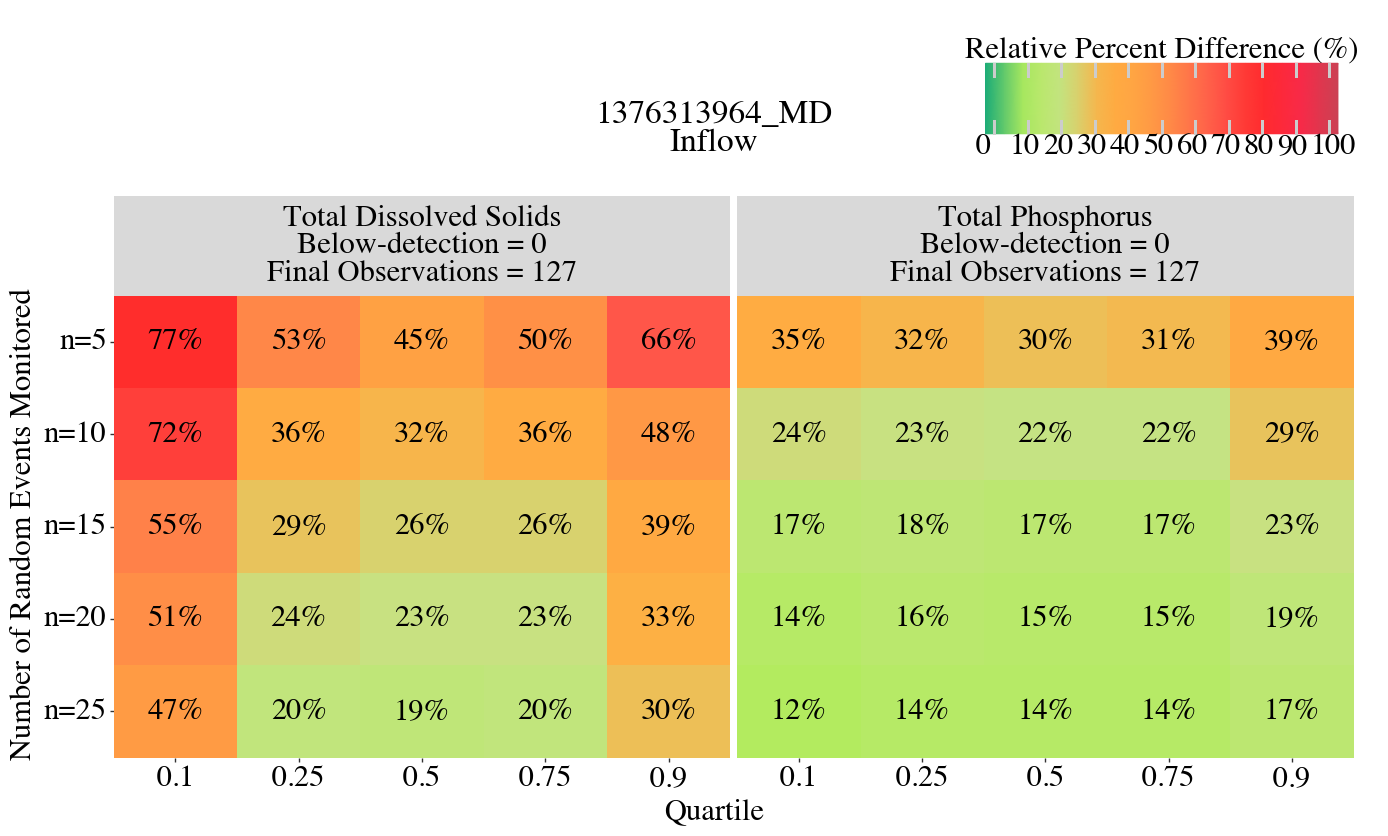 Relative Percent Difference (%)
0 10 20 30 40 50 60 70 80 90 100
1376313964_MD
Inflow
Total Dissolved Solids
Below-detection = 0
Final Observations = 127
Total Phosphorus
Below-detection = 0
Final Observations = 127
Number of Random Events Monitored
n=5 77% 53% 45% 50% 66% 35% 32% 30% 31% 39%
n=10 72% 36% 32% 36% 48% 24% 23% 22% 22% 29%
n=15 55% 29% 26% 26% 39% 17% 18% 17% 17% 23%
n=20 51% 24% 23% 23% 33% 14% 16% 15% 15% 19%
n=25 47% 20% 19% 20% 30% 12% 14% 14% 14% 17%
0.1 0.25 0.5 0.75 0.9 0.1 0.25 0.5 0.75 0.9
Quartile